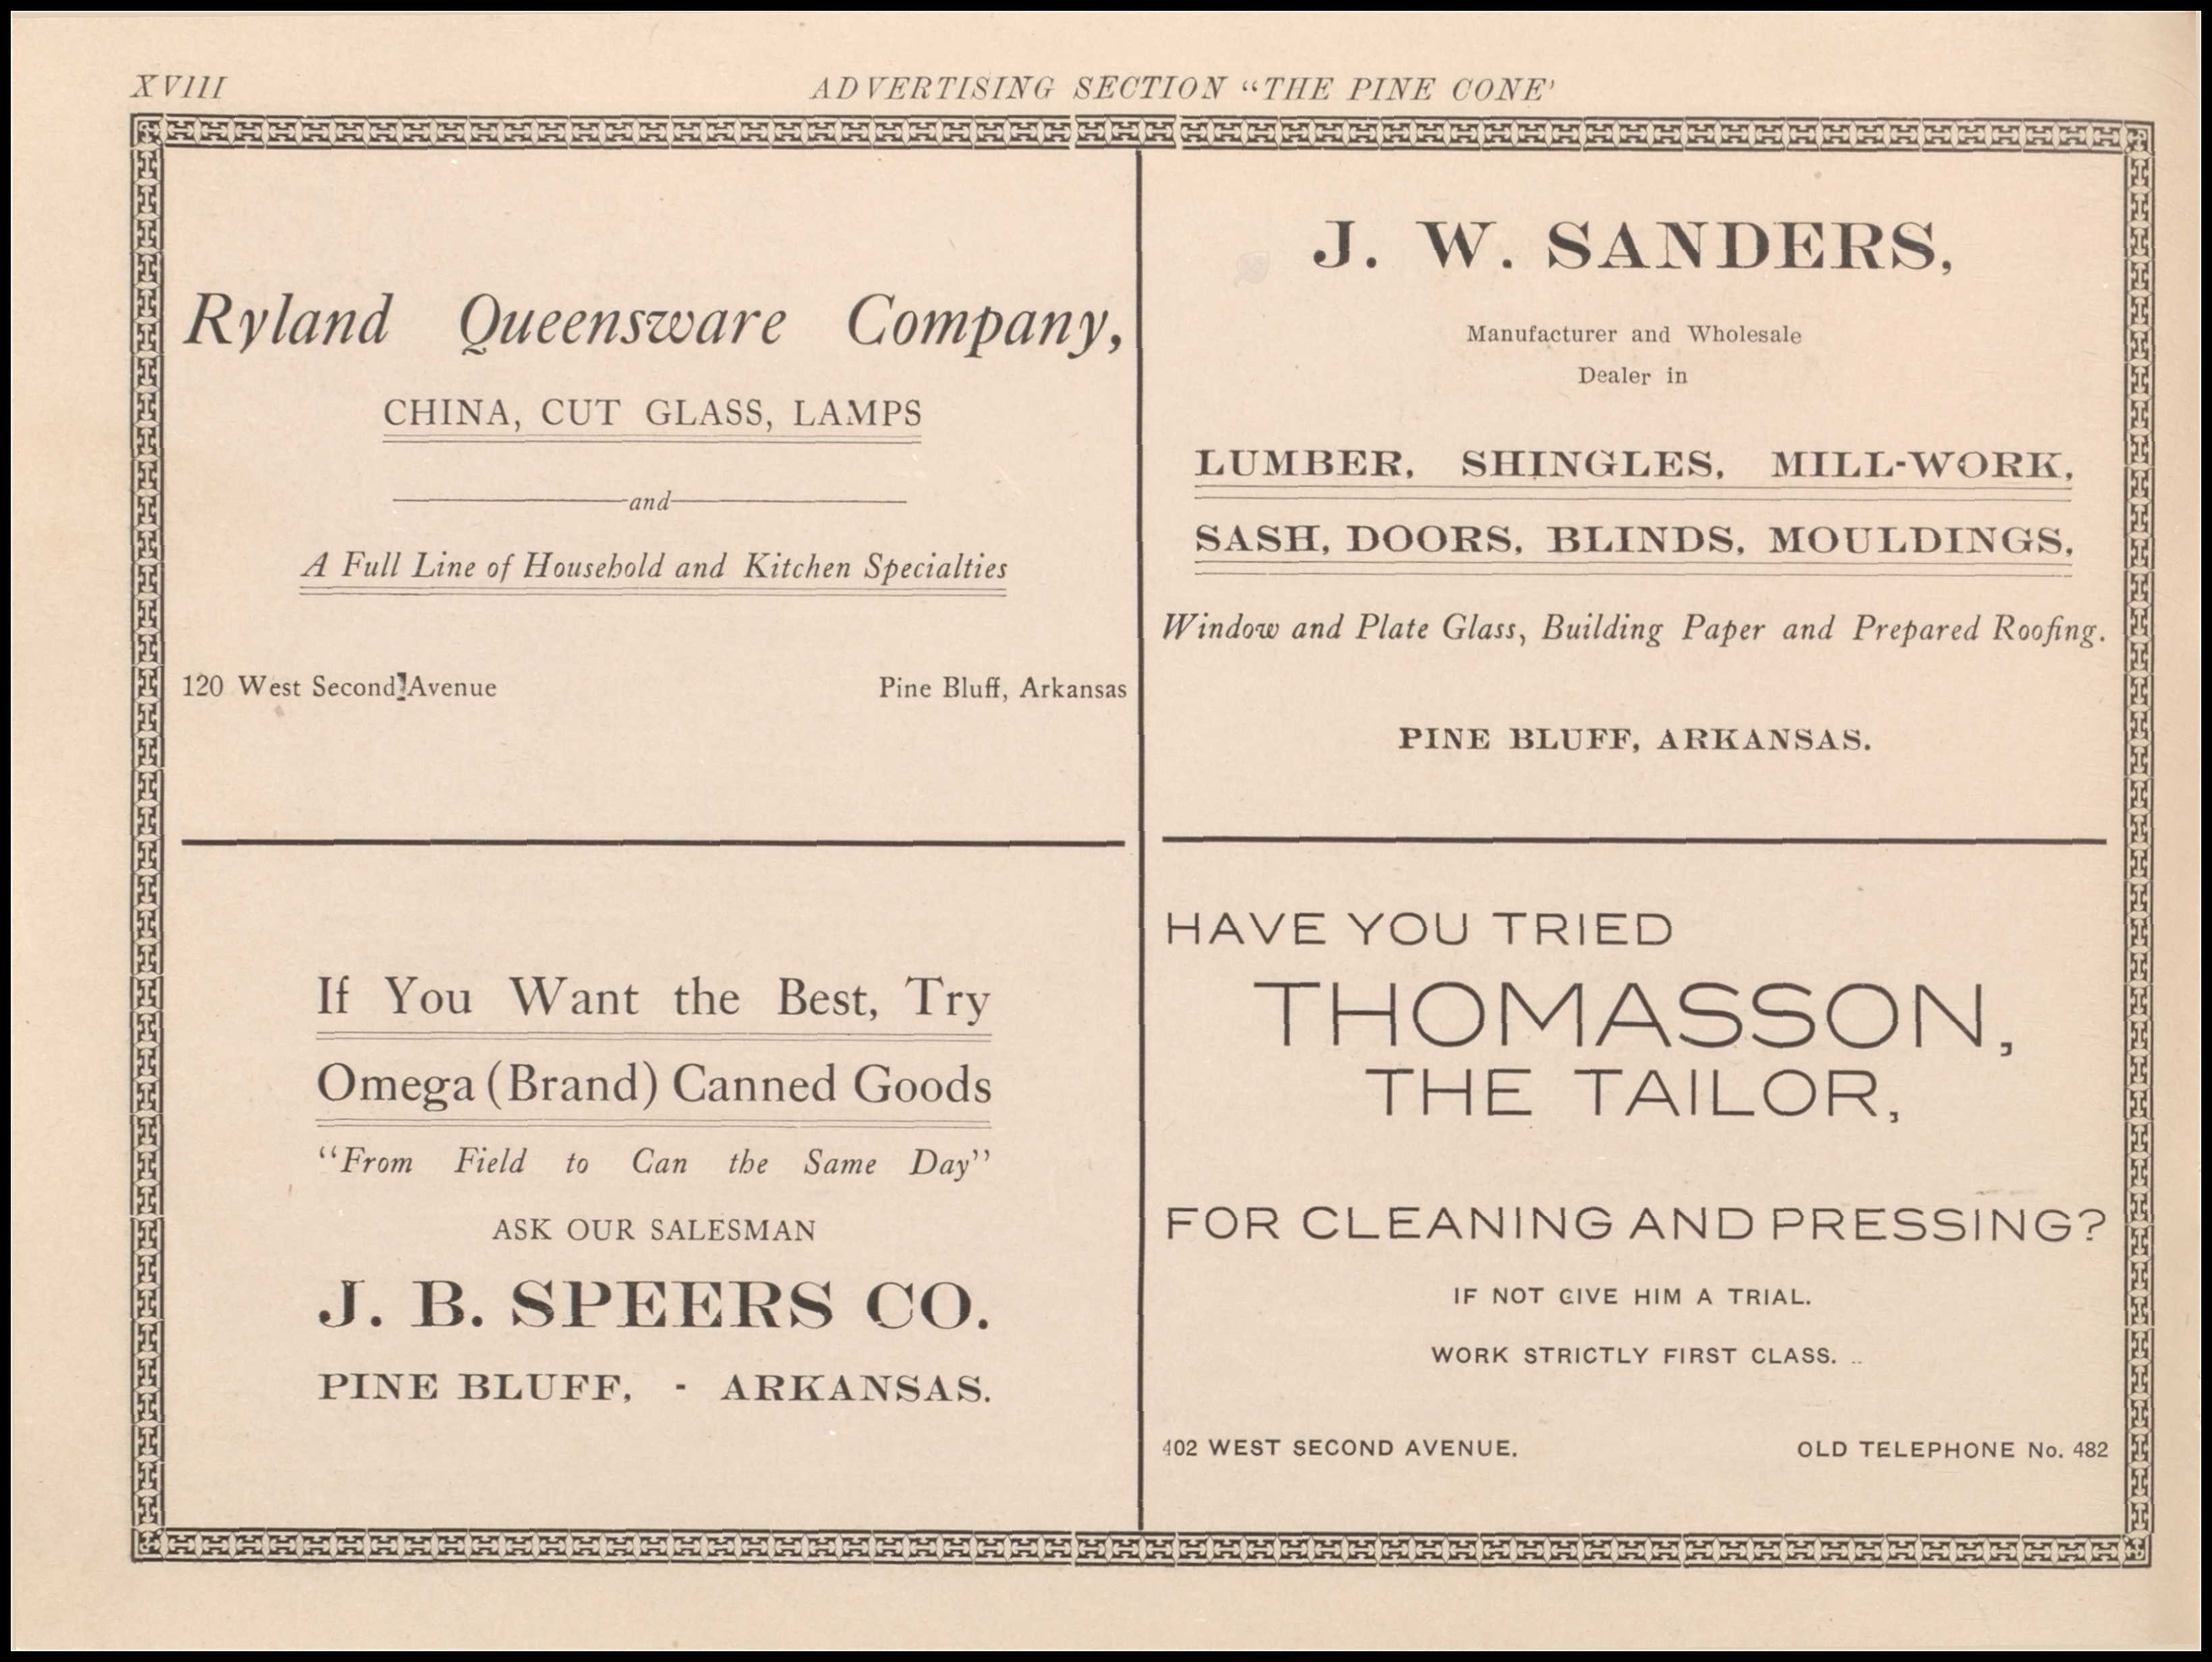 XVIII
ADVERTISING SECTION “THE PINE CONE’
Ryland Queensware Company,
CHINA, CUT GLASS, LAMPS
and
A Full Line of Household and Kitchen Specialties
120 West Second Avenue
Pine Bluff, Arkansas
J. W. SANDERS,
Manufacturer and Wholesale
Dealer in
LUMBER, SHINGLES, MILL-WORK,
SASH, DOORS, BLINDS, MOULDINGS,
Window and Plate Glass, Building Paper and Prepared Roofing.
PINE BLUFF, ARKANSAS.
If You Want the Best, Try
Omega (Brand) Canned Goods
“From Field to Can the Same Day”
ASK OUR SALESMAN
J. B. SPEERS CO.
PINE BLUFF, - ARKANSAS.
HAVE YOU TRIED
THOMASSON,
THE TAILOR,
FOR CLEANING AND PRESSING?
IF NOT GIVE HIM A TRIAL.
WORK STRICTLY FIRST CLASS. ..
402 WEST SECOND AVENUE.
OLD TELEPHONE No. 482